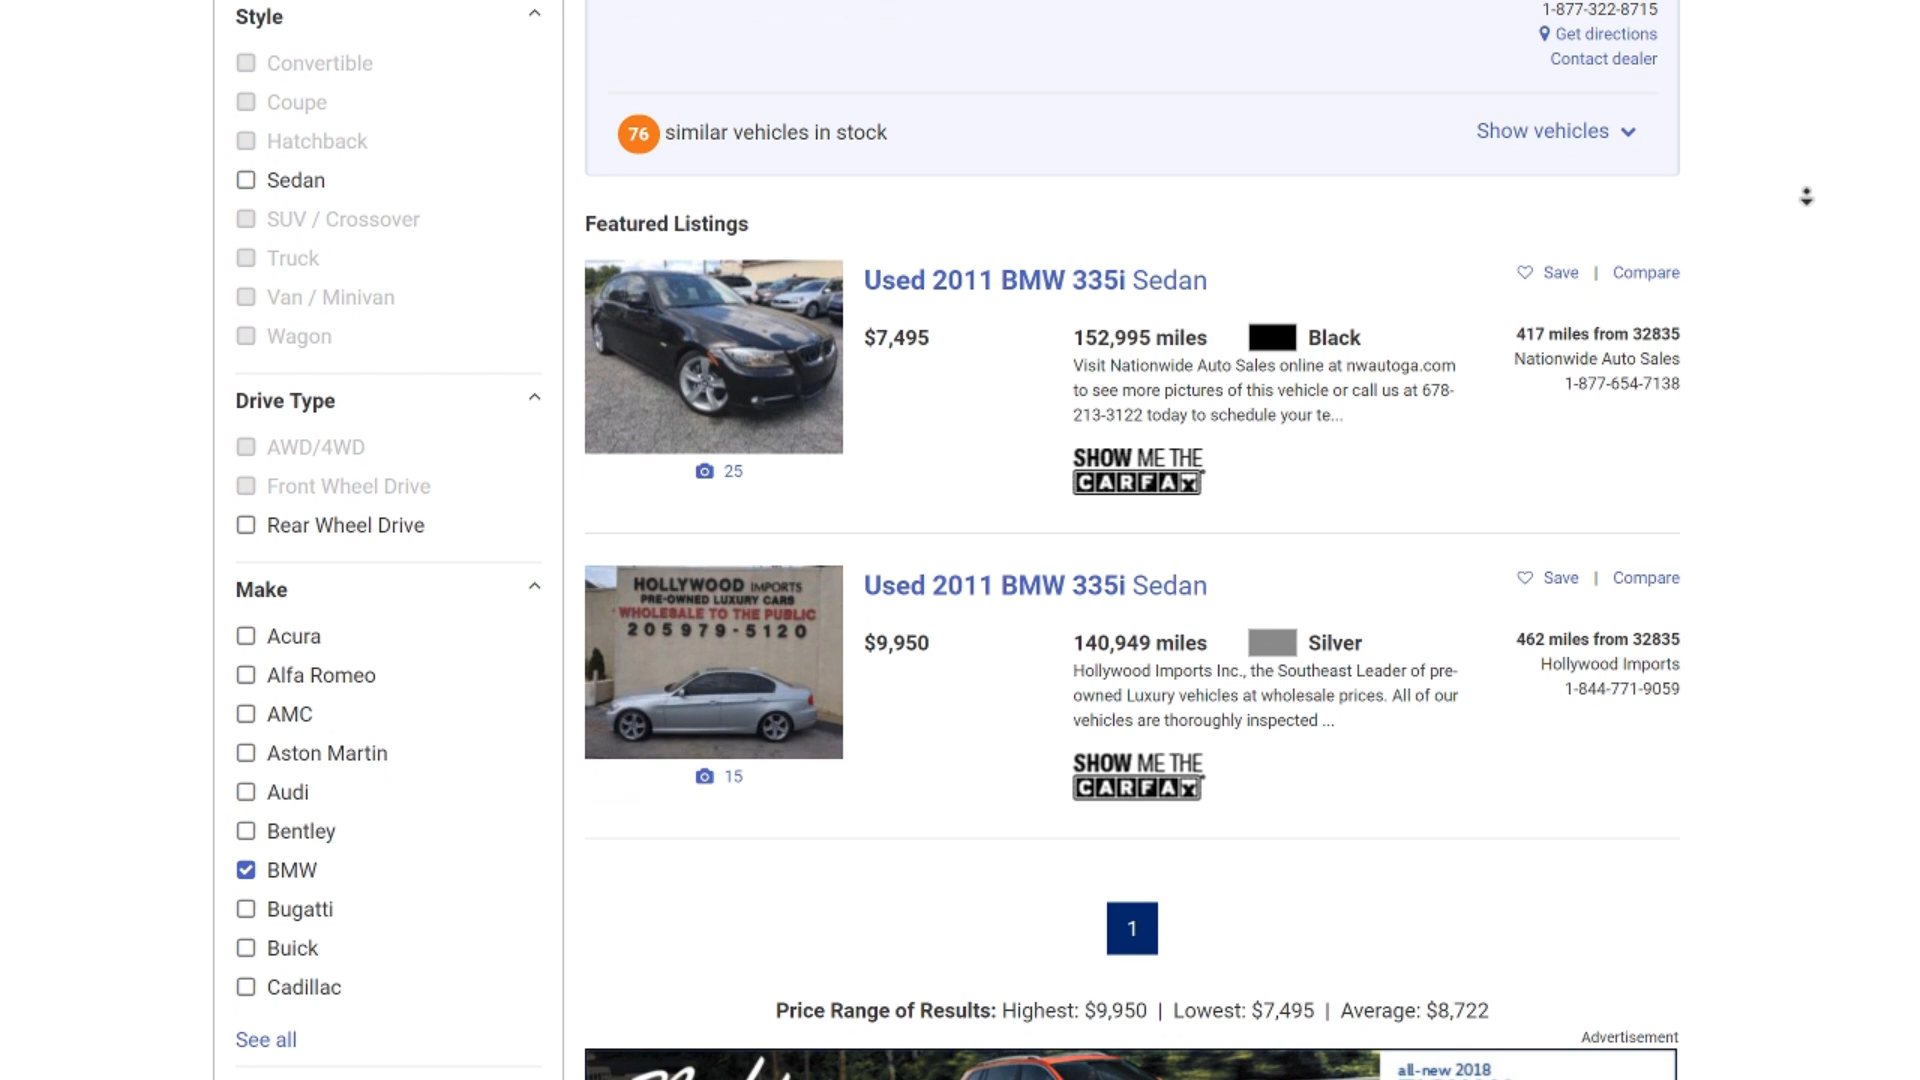 Style
Convertible
Coupe
Hatchback
Sedan
SUV / Crossover
Truck
Van / Minivan
Wagon
Drive Type
AWD/4WD
Front Wheel Drive
Rear Wheel Drive
Make
Acura
Alfa Romeo
AMC
Aston Martin
Audi
Bentley
BMW
Bugatti
Buick
Cadillac
See all
1-877-322-8715
Get directions
Contact dealer
76 similar vehicles in stock
Show vehicles
Featured Listings
Used 2011 BMW 335i Sedan
Save | Compare
$7,495
152,995 miles
Black
Visit Nationwide Auto Sales online at nwautoga.com
to see more pictures of this vehicle or call us at 678-
213-3122 today to schedule your te...
SHOW ME THE
CARFAX
417 miles from 32835
Nationwide Auto Sales
1-877-654-7138
25
HOLLYWOOD IMPORTS
PRE-OWNED LUXURY CARS
WHOLESALE TO THE PUBLIC
205979-5120
Used 2011 BMW 335i Sedan
Save | Compare
$9,950
140,949 miles
Silver
Hollywood Imports Inc., the Southeast Leader of pre-
owned Luxury vehicles at wholesale prices. All of our
vehicles are thoroughly inspected ...
SHOW ME THE
CARFAX
462 miles from 32835
Hollywood Imports
1-844-771-9059
15
1
Price Range of Results: Highest: $9,950 | Lowest: $7,495 | Average: $8,722
Advertisement
all-new 2018